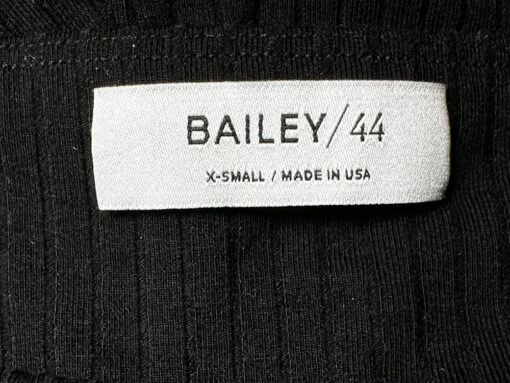 BAILEY/44
X-SMALL / MADE IN USA